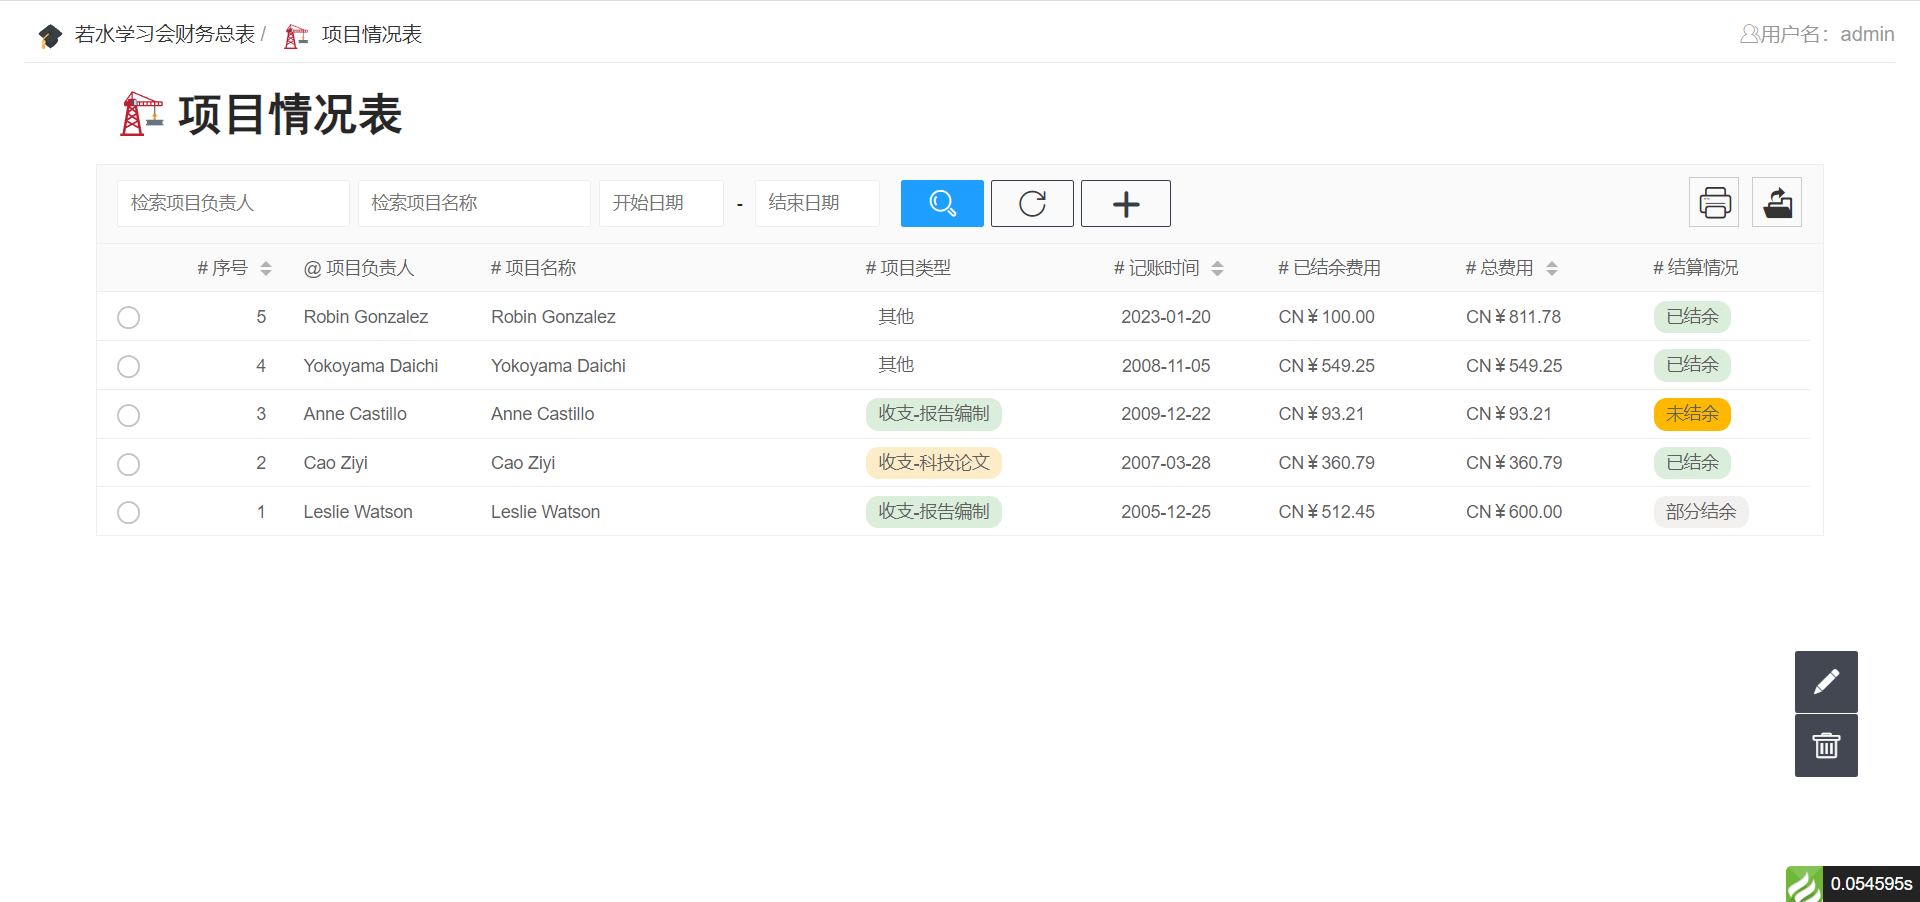 若水学习会财务总表 / 项目情况表 用户名：admin
项目情况表
检索项目负责人 检索项目名称 开始日期 - 结束日期
# 序号 @ 项目负责人 # 项目名称 # 项目类型 # 记账时间 # 已结余费用 # 总费用 # 结算情况
5 Robin Gonzalez Robin Gonzalez 其他 2023-01-20 CN￥100.00 CN￥811.78 已结余
4 Yokoyama Daichi Yokoyama Daichi 其他 2008-11-05 CN￥549.25 CN￥549.25 已结余
3 Anne Castillo Anne Castillo 收支-报告编制 2009-12-22 CN￥93.21 CN￥93.21 未结余
2 Cao Ziyi Cao Ziyi 收支-科技论文 2007-03-28 CN￥360.79 CN￥360.79 已结余
1 Leslie Watson Leslie Watson 收支-报告编制 2005-12-25 CN￥512.45 CN￥600.00 部分结余
0.054595s